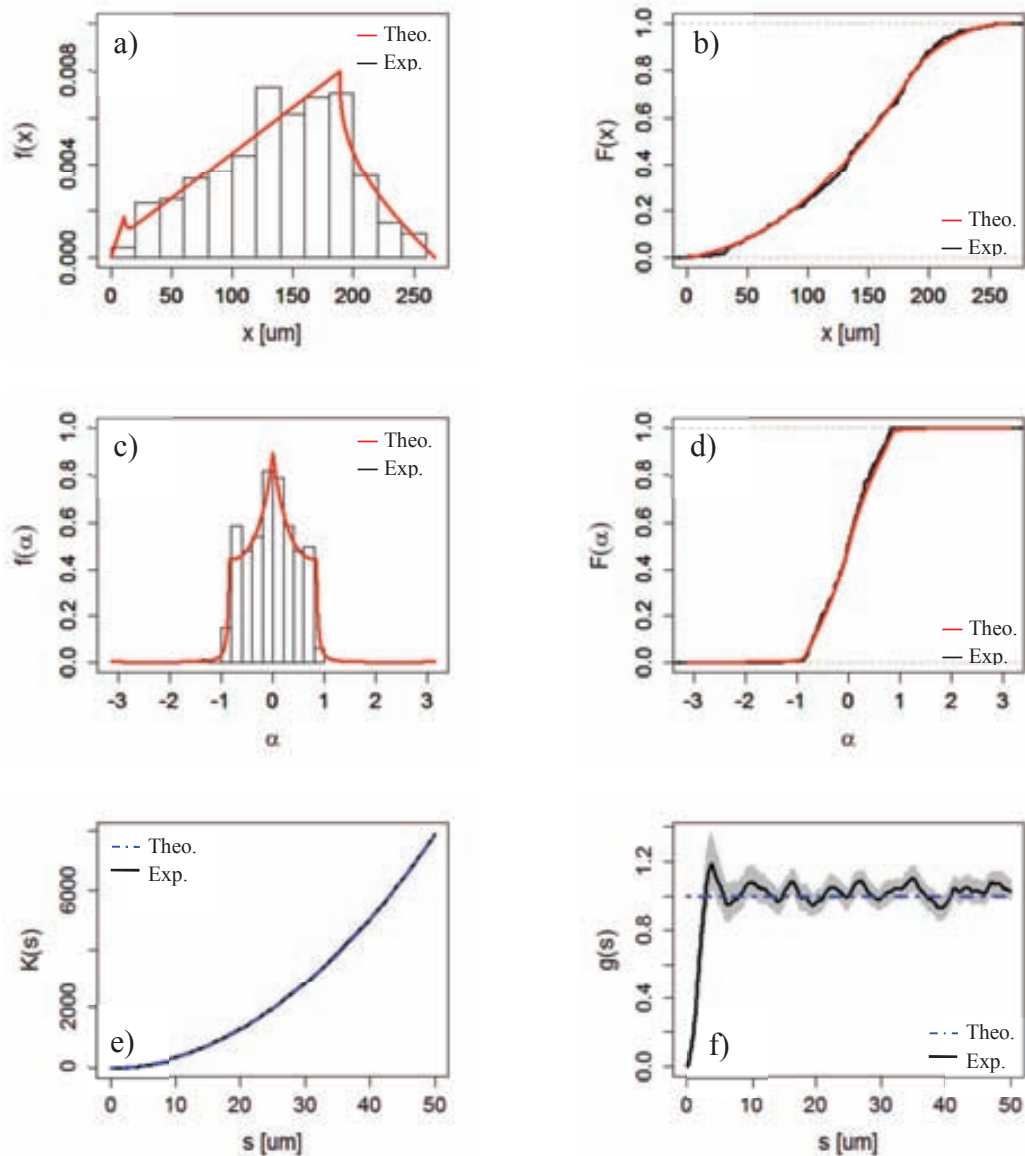 a)
Theo.
Exp.
f(x)
0.000 0.004 0.008
0 50 100 150 200 250
x [um]
b)
Theo.
Exp.
F(x)
0.0 0.2 0.4 0.6 0.8 1.0
0 50 100 150 200 250
x [um]
c)
Theo.
Exp.
f(α)
0.0 0.2 0.4 0.6 0.8 1.0
-3 -2 -1 0 1 2 3
α
d)
Theo.
Exp.
F(α)
0.0 0.2 0.4 0.6 0.8 1.0
-3 -2 -1 0 1 2 3
α
e)
Theo.
Exp.
K(s)
0 2000 6000
0 10 20 30 40 50
s [um]
f)
Theo.
Exp.
g(s)
0.0 0.4 0.8 1.2
0 10 20 30 40 50
s [um]